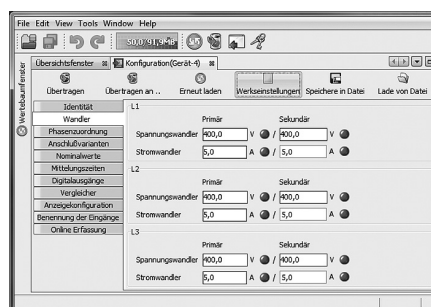 File Edit View Tools Window Help
50,0/91,9MB
Übersichtsfenster Konfiguration(Gerät-4)
Übertragen Übertragen an .. Erneut laden Werkseinstellungen Speichere in Datei Lade von Datei
Wertebaumfenster
Identität
Wandler
Phasenzuordnung
Anschlußvarianten
Nominalwerte
Mittelungszeiten
Digitalausgänge
Vergleicher
Anzeigekonfiguration
Benennung der Eingänge
Online Erfassung
L1
Primär Sekundär
Spannungswandler 400,0 V / 400,0 V
Stromwandler 5,0 A / 5,0 A
L2
Primär Sekundär
Spannungswandler 400,0 V / 400,0 V
Stromwandler 5,0 A / 5,0 A
L3
Primär Sekundär
Spannungswandler 400,0 V / 400,0 V
Stromwandler 5,0 A / 5,0 A